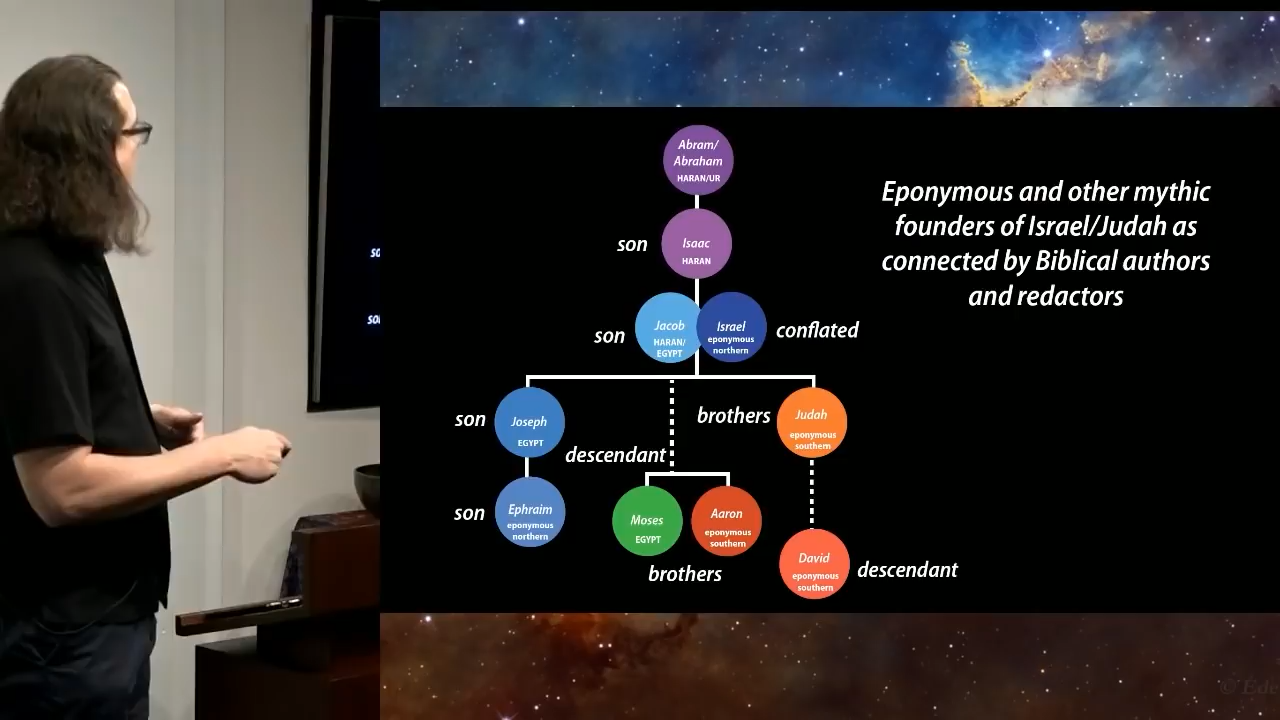 Abram/
Abraham
HARAN/UR
Eponymous and other mythic
founders of Israel/Judah as
connected by Biblical authors
and redactors
son
Isaac
HARAN
son
Jacob
HARAN/
EGYPT
Israel
eponymous
northern
conflated
son
Joseph
EGYPT
brothers
Judah
eponymous
southern
descendant
son
Ephraim
eponymous
northern
Moses
EGYPT
Aaron
eponymous
southern
brothers
David
eponymous
southern
descendant